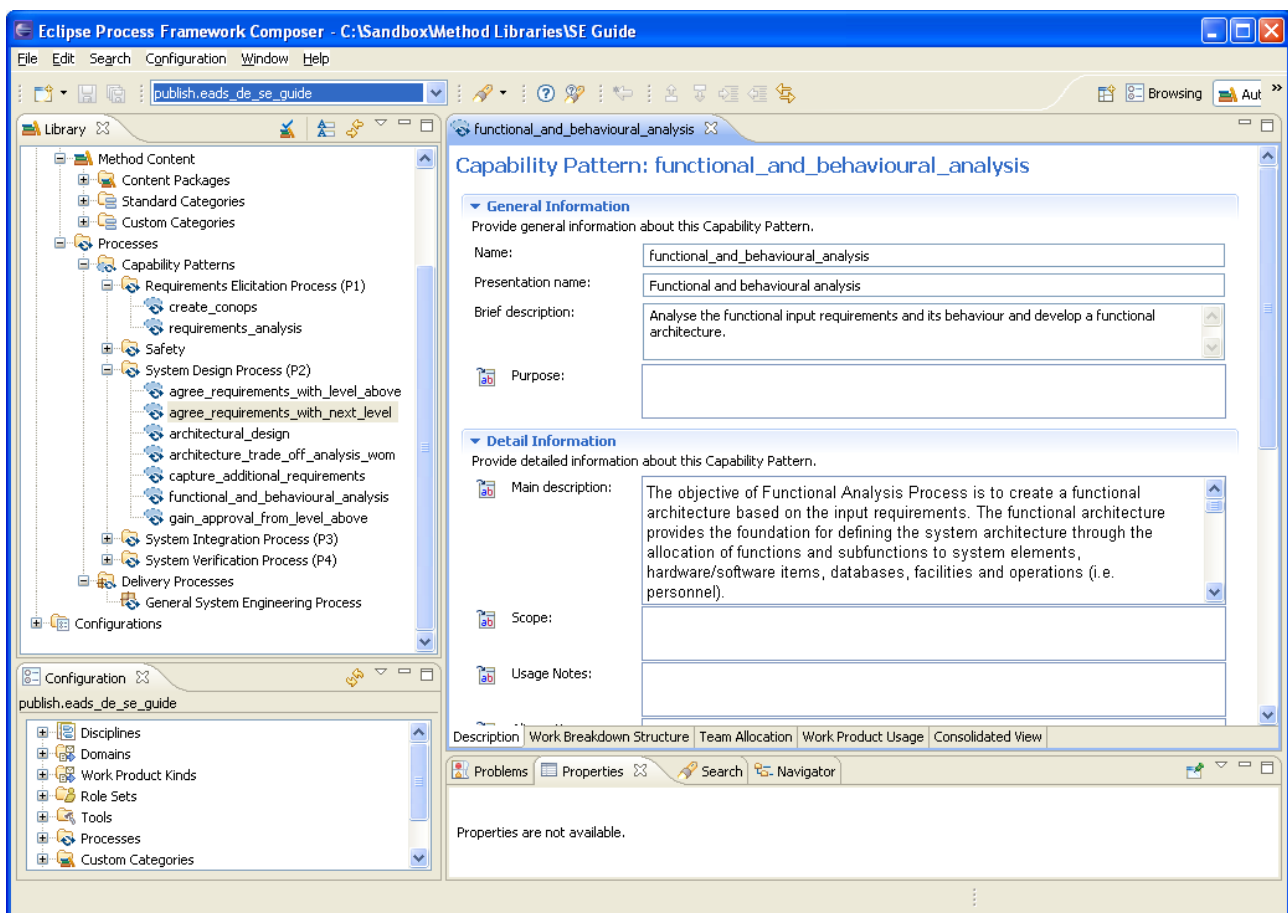 Eclipse Process Framework Composer - C:\Sandbox\Method Libraries\SE Guide
File Edit Search Configuration Window Help
publish.eads_de_se_guide
Browsing
Aut
Library
Method Content
Content Packages
Standard Categories
Custom Categories
Processes
Capability Patterns
Requirements Elicitation Process (P1)
create_conops
requirements_analysis
Safety
System Design Process (P2)
agree_requirements_with_level_above
agree_requirements_with_next_level
architectural_design
architecture_trade_off_analysis_wom
capture_additional_requirements
functional_and_behavioural_analysis
gain_approval_from_level_above
System Integration Process (P3)
System Verification Process (P4)
Delivery Processes
General System Engineering Process
Configurations
Configuration
publish.eads_de_se_guide
Disciplines
Domains
Work Product Kinds
Role Sets
Tools
Processes
Custom Categories
functional_and_behavioural_analysis
Capability Pattern: functional_and_behavioural_analysis
General Information
Provide general information about this Capability Pattern.
Name:
functional_and_behavioural_analysis
Presentation name:
Functional and behavioural analysis
Brief description:
Analyse the functional input requirements and its behaviour and develop a functional
architecture.
Purpose:
Detail Information
Provide detailed information about this Capability Pattern.
Main description:
The objective of Functional Analysis Process is to create a functional
architecture based on the input requirements. The functional architecture
provides the foundation for defining the system architecture through the
allocation of functions and subfunctions to system elements,
hardware/software items, databases, facilities and operations (i.e.
personnel).
Scope:
Usage Notes:
Description Work Breakdown Structure Team Allocation Work Product Usage Consolidated View
Problems Properties Search Navigator
Properties are not available.